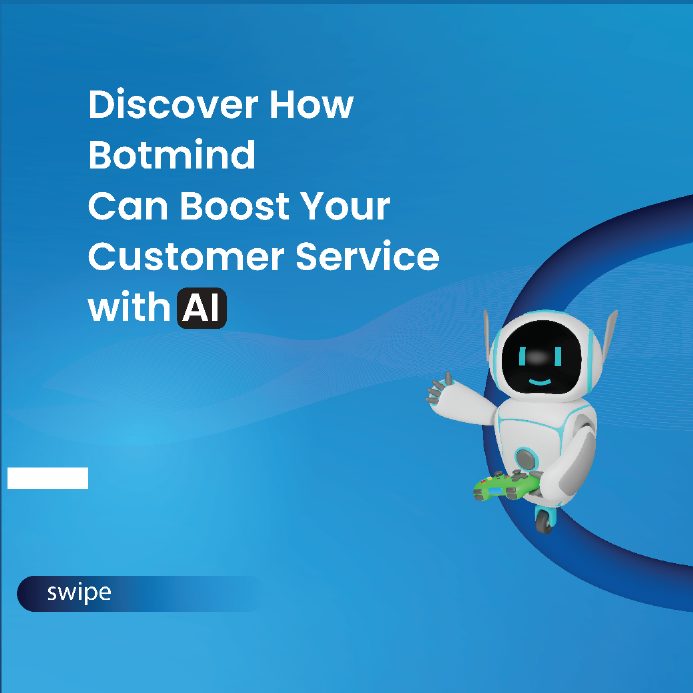 Discover How
Botmind
Can Boost Your
Customer Service
with AI
swipe